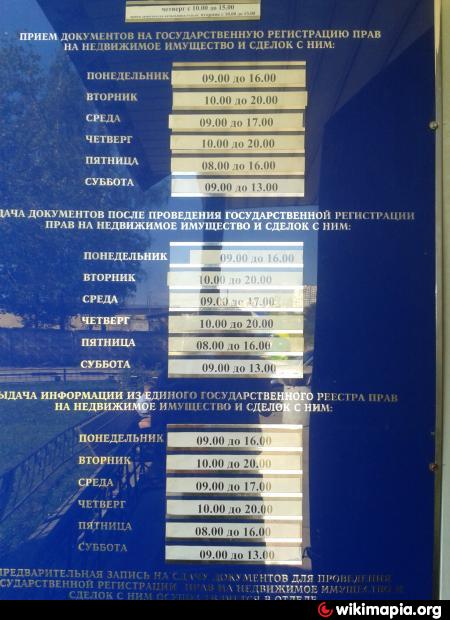 четверг с 10.00 до 15.00
ПРИЕМ ДОКУМЕНТОВ НА ГОСУДАРСТВЕННУЮ РЕГИСТРАЦИЮ ПРАВ
НА НЕДВИЖИМОЕ ИМУЩЕСТВО И СДЕЛОК С НИМ:
ПОНЕДЕЛЬНИК 09.00 до 16.00
ВТОРНИК 10.00 до 20.00
СРЕДА 09.00 до 17.00
ЧЕТВЕРГ 10.00 до 20.00
ПЯТНИЦА 08.00 до 16.00
СУББОТА 09.00 до 13.00
ДАЧА ДОКУМЕНТОВ ПОСЛЕ ПРОВЕДЕНИЯ ГОСУДАРСТВЕННОЙ РЕГИСТРАЦИИ
ПРАВ НА НЕДВИЖИМОЕ ИМУЩЕСТВО И СДЕЛОК С НИМ:
ПОНЕДЕЛЬНИК 09.00 до 16.00
ВТОРНИК 10.00 до 20.00
СРЕДА 09.00 до 17.00
ЧЕТВЕРГ 10.00 до 20.00
ПЯТНИЦА 08.00 до 16.00
СУББОТА 09.00 до 13.00
ЫДАЧА ИНФОРМАЦИИ ИЗ ЕДИНОГО ГОСУДАРСТВЕННОГО РЕЕСТРА ПРАВ
НА НЕДВИЖИМОЕ ИМУЩЕСТВО И СДЕЛОК С НИМ:
ПОНЕДЕЛЬНИК 09.00 до 16.00
ВТОРНИК 10.00 до 20.00
СРЕДА 09.00 до 17.00
ЧЕТВЕРГ 10.00 до 20.00
ПЯТНИЦА 08.00 до 16.00
СУББОТА 09.00 до 13.00
РЕДВАРИТЕЛЬНАЯ ЗАПИСЬ НА СДАЧУ ДОКУМЕНТОВ ДЛЯ ПРОВЕДЕНИЯ
СУДАРСТВЕННОЙ РЕГИСТРАЦИИ ПРАВ НА НЕДВИЖИМОЕ ИМУЩЕСТВО И
СДЕЛОК С НИМ ОСУЩЕСТВЛЯЕТСЯ В ОТДЕЛЕ
wikimapia.org